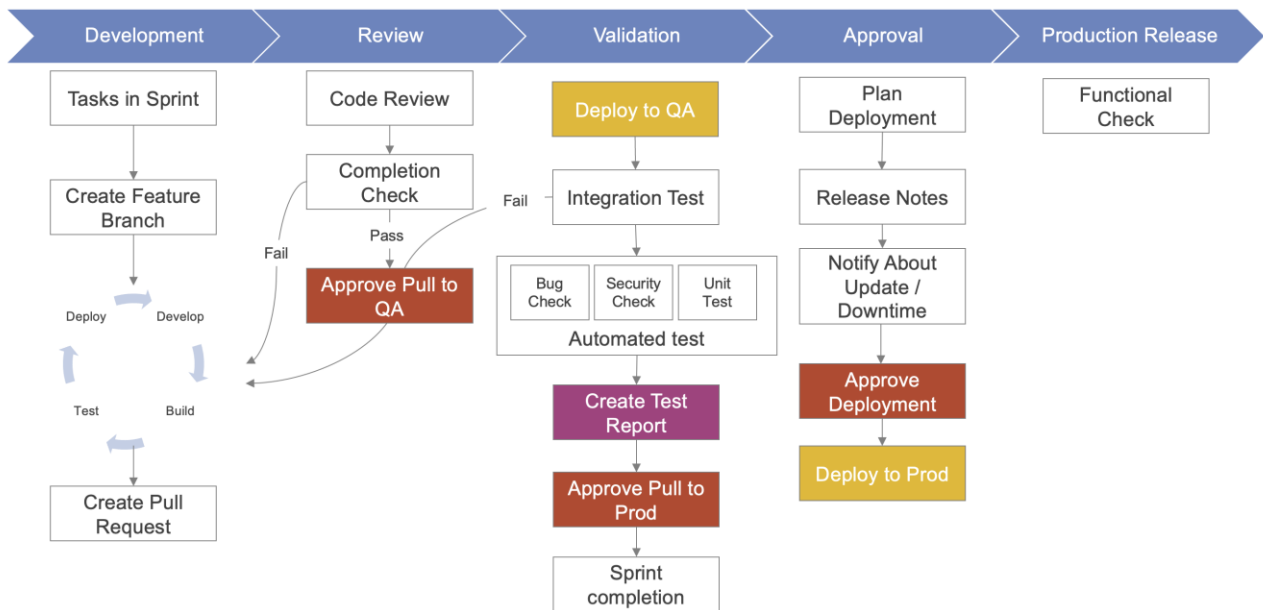 Development
Review
Validation
Approval
Production Release
Tasks in Sprint
Create Feature
Branch
Deploy
Develop
Test
Build
Create Pull
Request
Code Review
Completion
Check
Fail
Pass
Approve Pull to
QA
Deploy to QA
Fail
Integration Test
Bug
Check
Security
Check
Unit
Test
Automated test
Create Test
Report
Approve Pull to
Prod
Sprint
completion
Plan
Deployment
Release Notes
Notify About
Update /
Downtime
Approve
Deployment
Deploy to Prod
Functional
Check